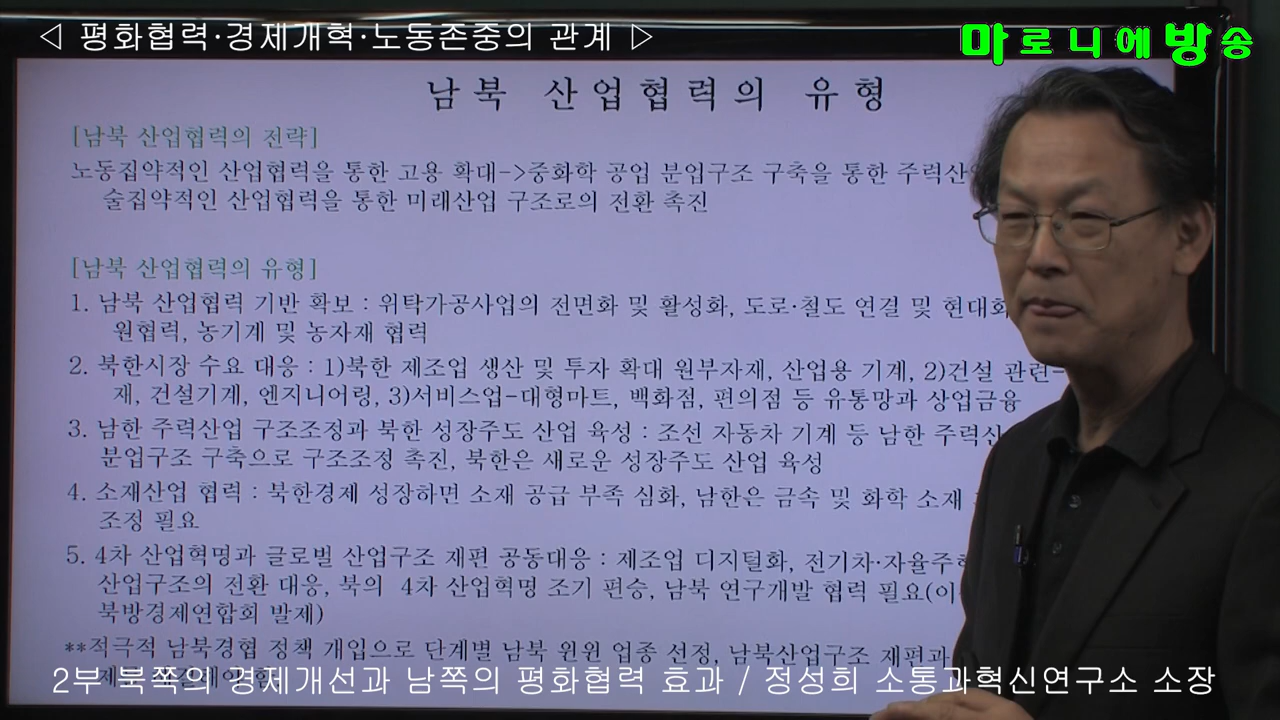 ◁ 평화협력·경제개혁·노동존중의 관계 ▷
마로니에방송
남북 산업협력의 유형
[남북 산업협력의 전략]
노동집약적인 산업협력을 통한 고용 확대->중화학 공업 분업구조 구축을 통한 주력산
술집약적인 산업협력을 통한 미래산업 구조로의 전환 촉진
[남북 산업협력의 유형]
1. 남북 산업협력 기반 확보 : 위탁가공사업의 전면화 및 활성화, 도로·철도 연결 및 현대화
원협력, 농기계 및 농자재 협력
2. 북한시장 수요 대응 : 1)북한 제조업 생산 및 투자 확대 원부자재, 산업용 기계, 2)건설 관련
재, 건설기계, 엔지니어링, 3)서비스업-대형마트, 백화점, 편의점 등 유통망과 상업금융
3. 남한 주력산업 구조조정과 북한 성장주도 산업 육성 : 조선 자동차 기계 등 남한 주력산
분업구조 구축으로 구조조정 촉진, 북한은 새로운 성장주도 산업 육성
4. 소재산업 협력 : 북한경제 성장하면 소재 공급 부족 심화, 남한은 금속 및 화학 소재
조정 필요
5. 4차 산업혁명과 글로벌 산업구조 재편 공동대응 : 제조업 디지털화, 전기차·자율주행
산업구조의 전환 대응, 북의 4차 산업혁명 조기 편승, 남북 연구개발 협력 필요(이
북방경제연합회 발제)
**적극적 남북경협 정책 개입으로 단계별 남북 윈윈 업종 선정, 남북산업구조 재편과
2부 북쪽의 경제개선과 남쪽의 평화협력 효과 / 정성희 소통과혁신연구소 소장